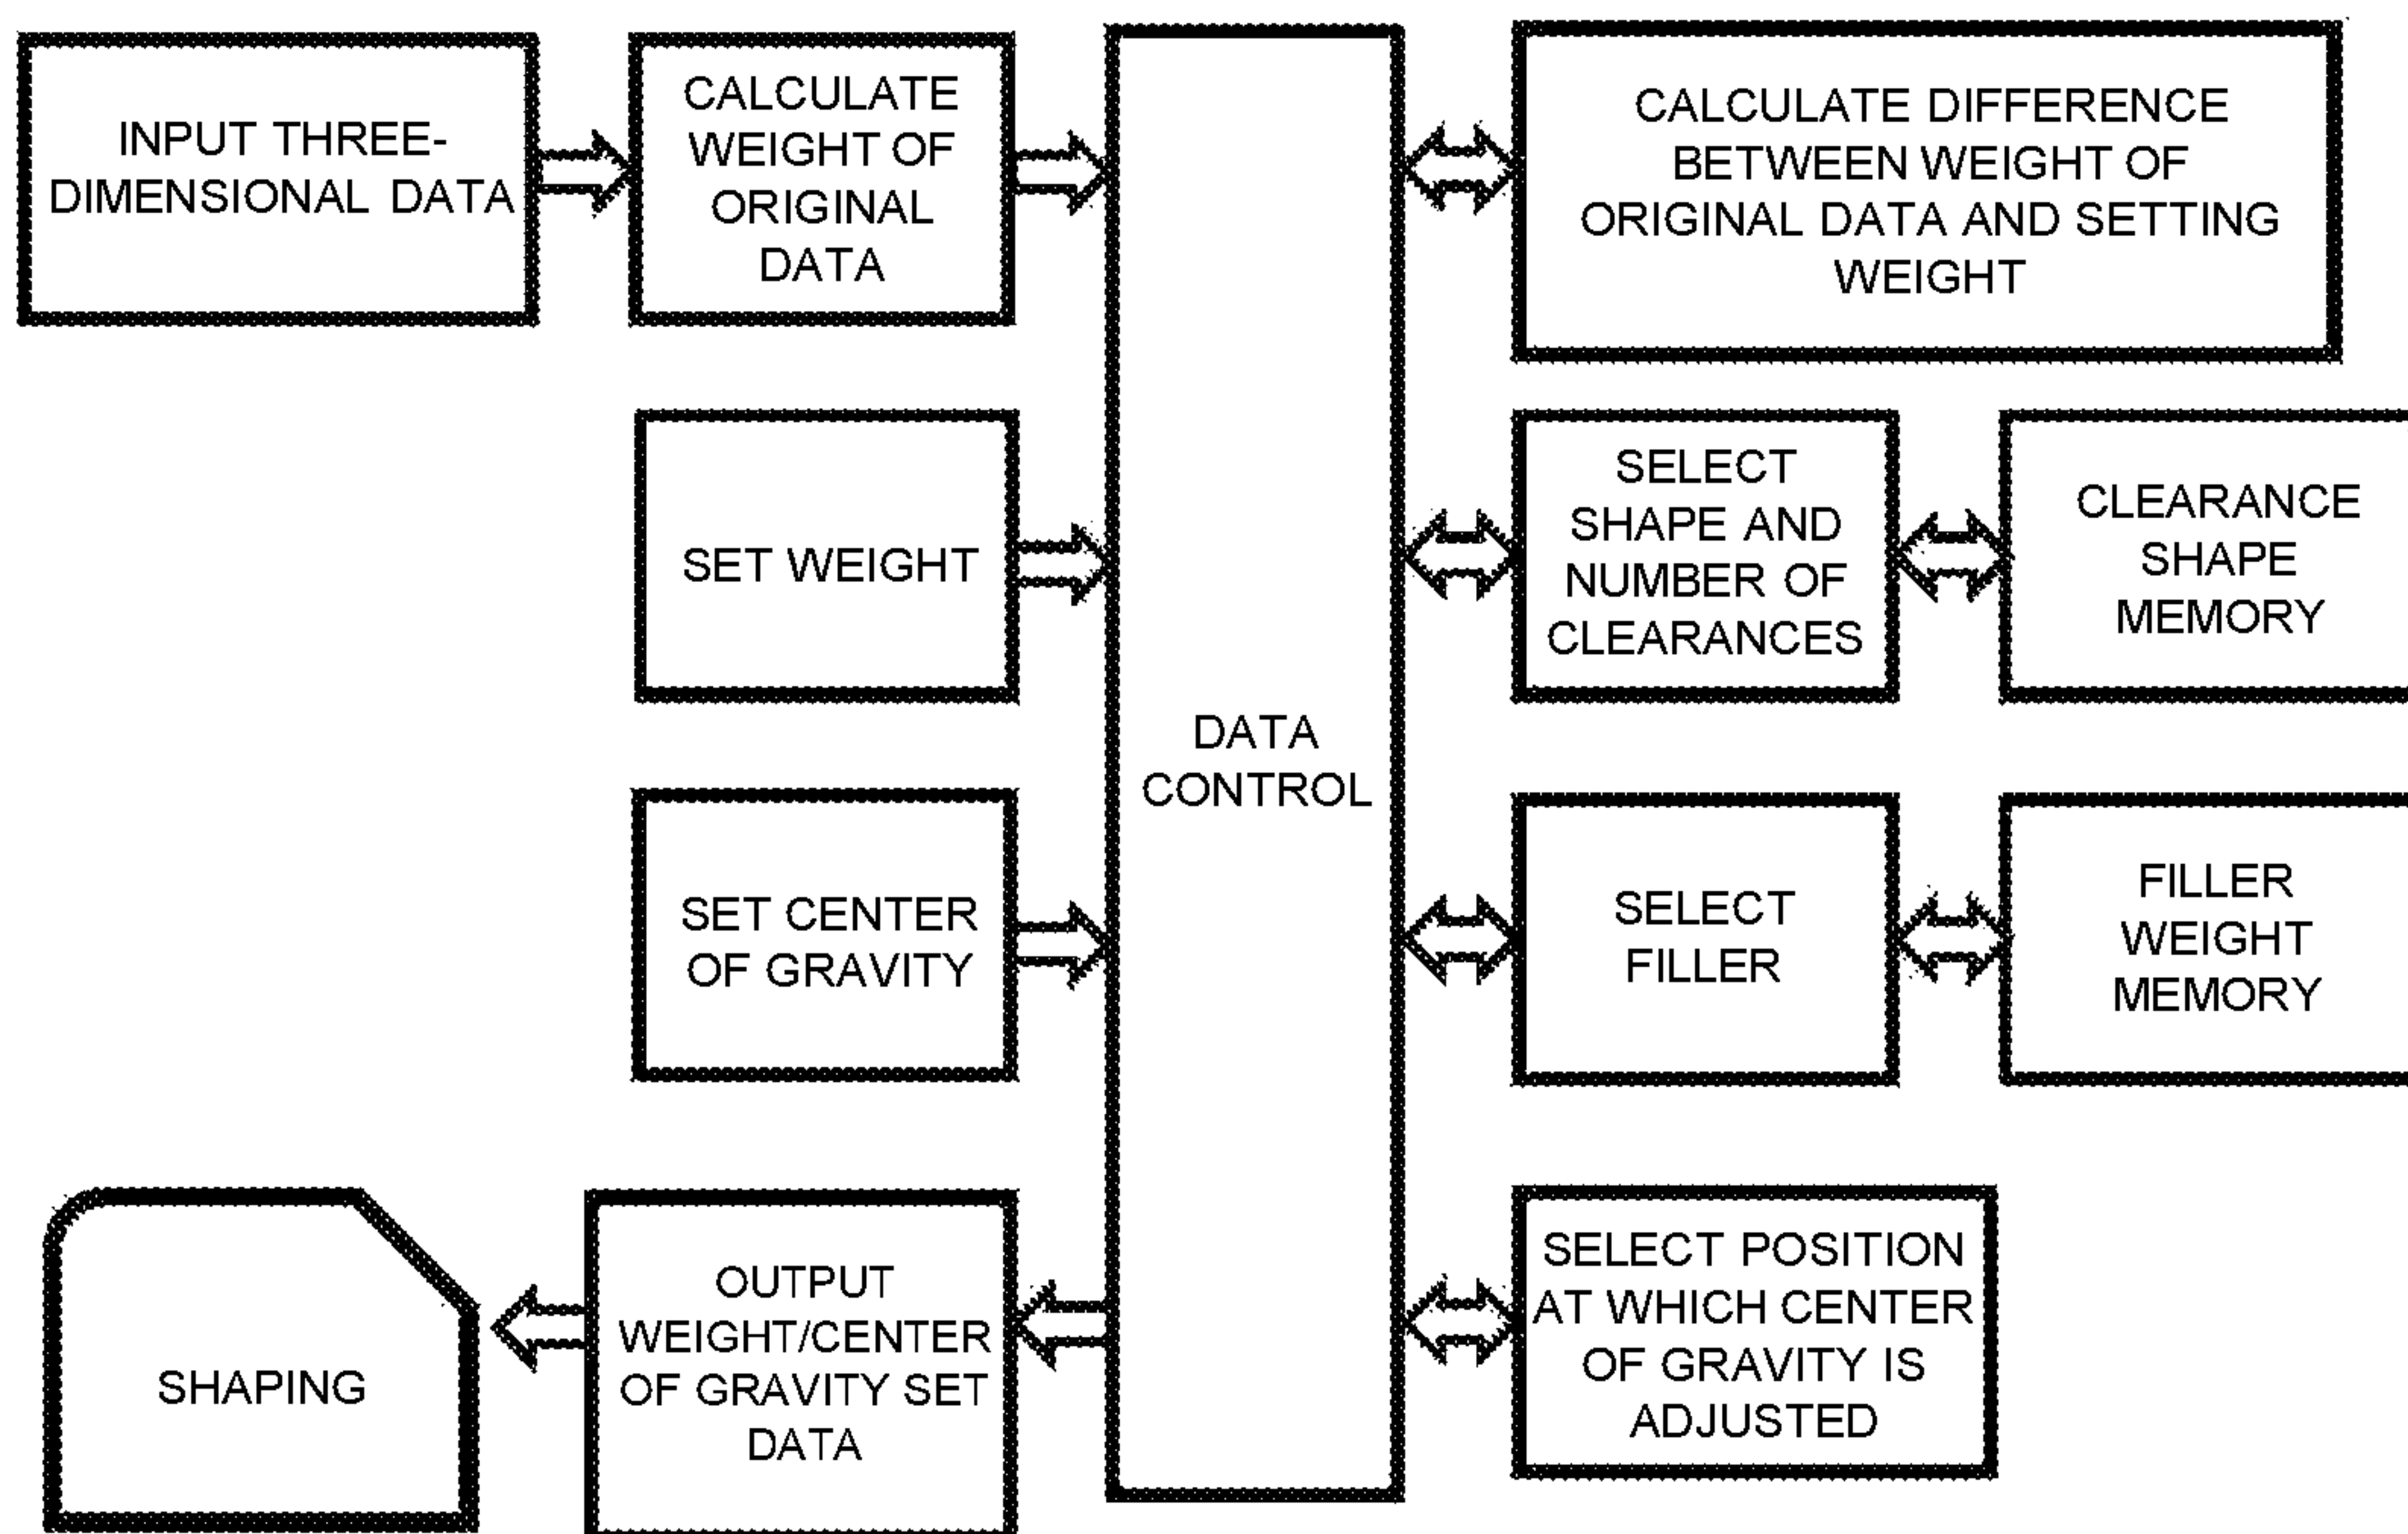 INPUT THREE-
DIMENSIONAL DATA
CALCULATE
WEIGHT OF
ORIGINAL
DATA
CALCULATE DIFFERENCE
BETWEEN WEIGHT OF
ORIGINAL DATA AND SETTING
WEIGHT
SET WEIGHT
SELECT
SHAPE AND
NUMBER OF
CLEARANCES
CLEARANCE
SHAPE
MEMORY
DATA
CONTROL
SET CENTER
OF GRAVITY
SELECT
FILLER
FILLER
WEIGHT
MEMORY
SHAPING
OUTPUT
WEIGHT/CENTER
OF GRAVITY SET
DATA
SELECT POSITION
AT WHICH CENTER
OF GRAVITY IS
ADJUSTED